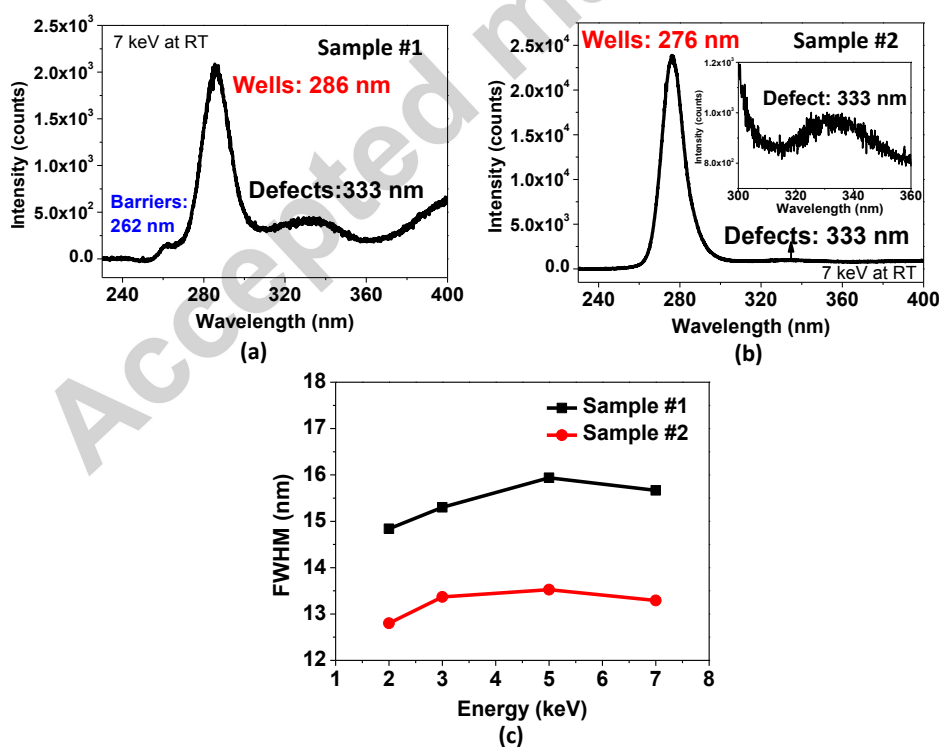 7 keV at RT
Sample #1
Wells: 286 nm
Barriers:
262 nm
Defects:333 nm
Intensity (counts)
2.5x10³
2.0x10³
1.5x10³
1.0x10³
5.0x10²
0.0
240 280 320 360 400
Wavelength (nm)
(a)
Wells: 276 nm
Sample #2
Defect: 333 nm
Intensity (counts)
1.2x10³
1.0x10³
8.0x10²
300 320 340 360
Wavelength (nm)
Defects: 333 nm
7 keV at RT
Intensity (counts)
2.5x10⁴
2.0x10⁴
1.5x10⁴
1.0x10⁴
5.0x10³
0.0
240 280 320 360 400
Wavelength (nm)
(b)
Sample #1
Sample #2
FWHM (nm)
18
17
16
15
14
13
12
1 2 3 4 5 6 7 8
Energy (keV)
(c)
Accepted